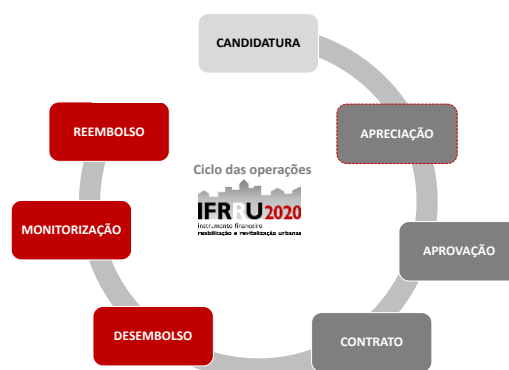 CANDIDATURA
APRECIAÇÃO
REEMBOLSO
Ciclo das operações
IFRRU2020
instrumento financeiro
reabilitação e revitalização urbanas
MONITORIZAÇÃO
APROVAÇÃO
DESEMBOLSO
CONTRATO